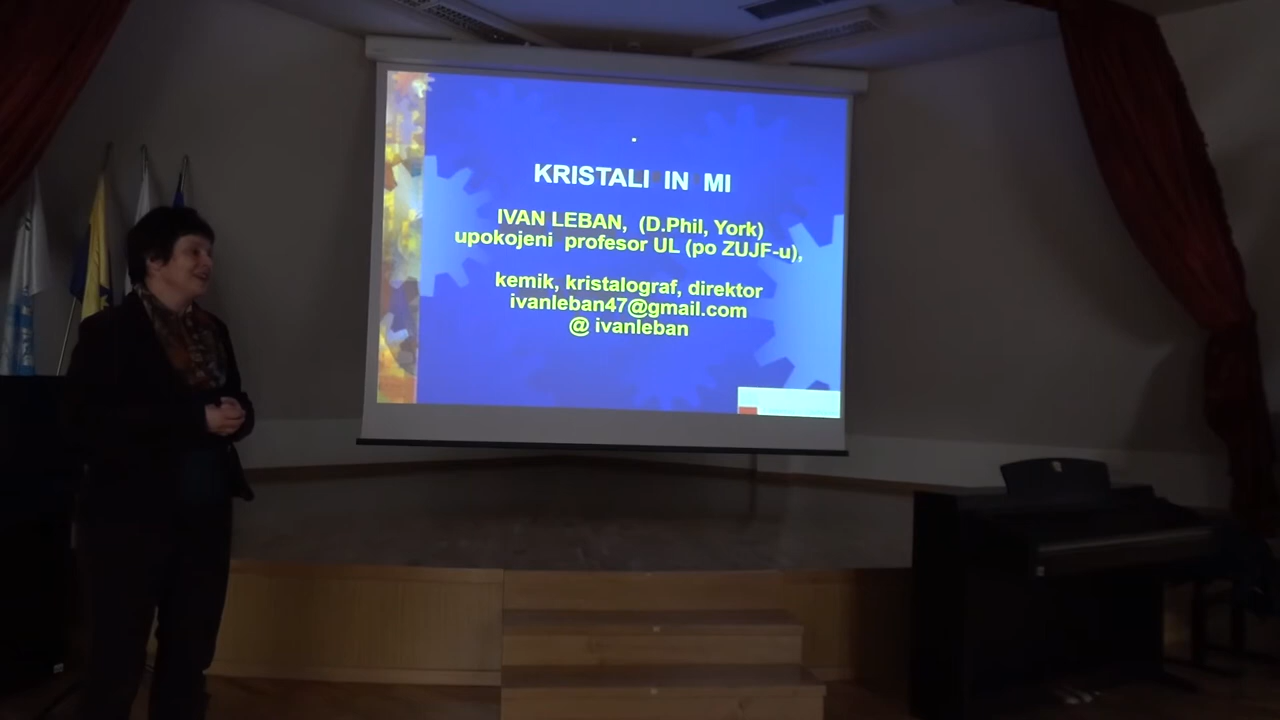 KRISTALI IN MI
IVAN LEBAN, (D.Phil, York)
upokojeni profesor UL (po ZUJF-u),
kemik, kristalograf, direktor
ivanleban47@gmail.com
@ ivanleban